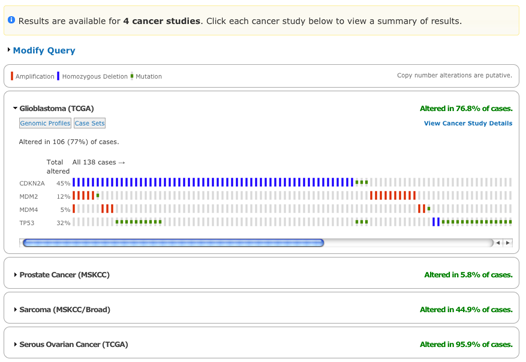 Results are available for 4 cancer studies. Click each cancer study below to view a summary of results.
Modify Query
Amplification Homozygous Deletion Mutation Copy number alterations are putative.
Glioblastoma (TCGA) Altered in 76.8% of cases.
Genomic Profiles Case Sets View Cancer Study Details
Altered in 106 (77%) of cases.
Total altered All 138 cases →
CDKN2A 45%
MDM2 12%
MDM4 5%
TP53 32%
Prostate Cancer (MSKCC) Altered in 5.8% of cases.
Sarcoma (MSKCC/Broad) Altered in 44.9% of cases.
Serous Ovarian Cancer (TCGA) Altered in 95.9% of cases.